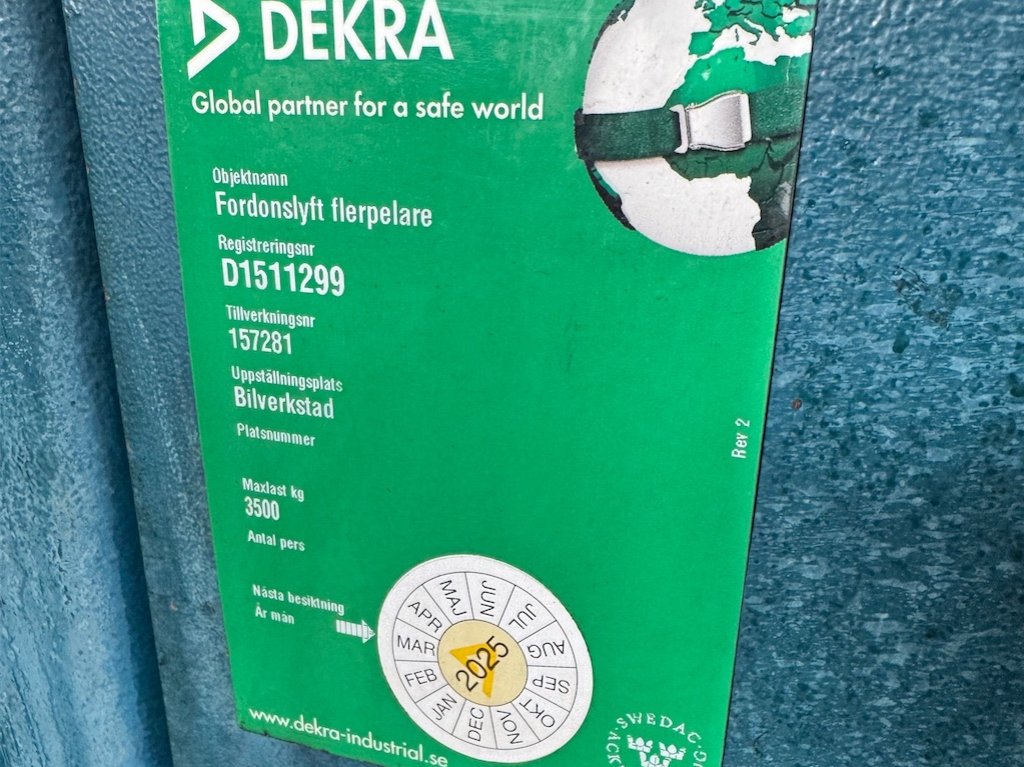 DEKRA
Global partner for a safe world
Objektnamn
Fordonslyft flerpelare
Registreringsnr
D1511299
Tillverkningsnr
157281
Uppställningsplats
Bilverkstad
Platsnummer
Maxlast kg
3500
Antal pers
Nästa besiktning
År mån
JAN
FEB
MAR
APR
MAJ
JUN
JUL
AUG
SEP
OKT
NOV
DEC
2025
Rev 2
www.dekra-industrial.se
SWEDAC